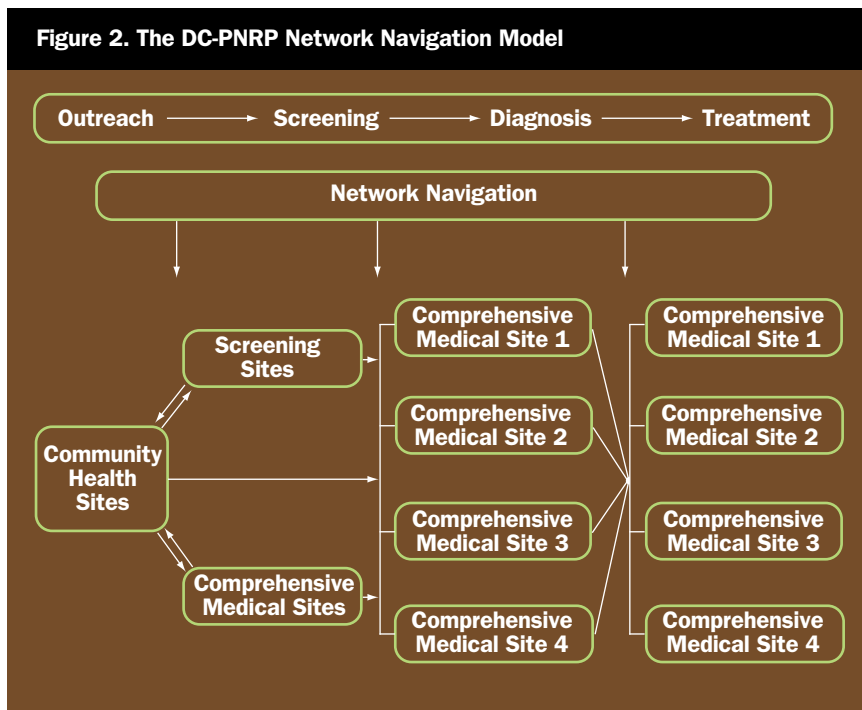 Figure 2. The DC-PNRP Network Navigation Model
Outreach Screening Diagnosis Treatment
Network Navigation
Community
Health
Sites
Screening
Sites
Comprehensive
Medical Sites
Comprehensive
Medical Site 1
Comprehensive
Medical Site 2
Comprehensive
Medical Site 3
Comprehensive
Medical Site 4
Comprehensive
Medical Site 1
Comprehensive
Medical Site 2
Comprehensive
Medical Site 3
Comprehensive
Medical Site 4